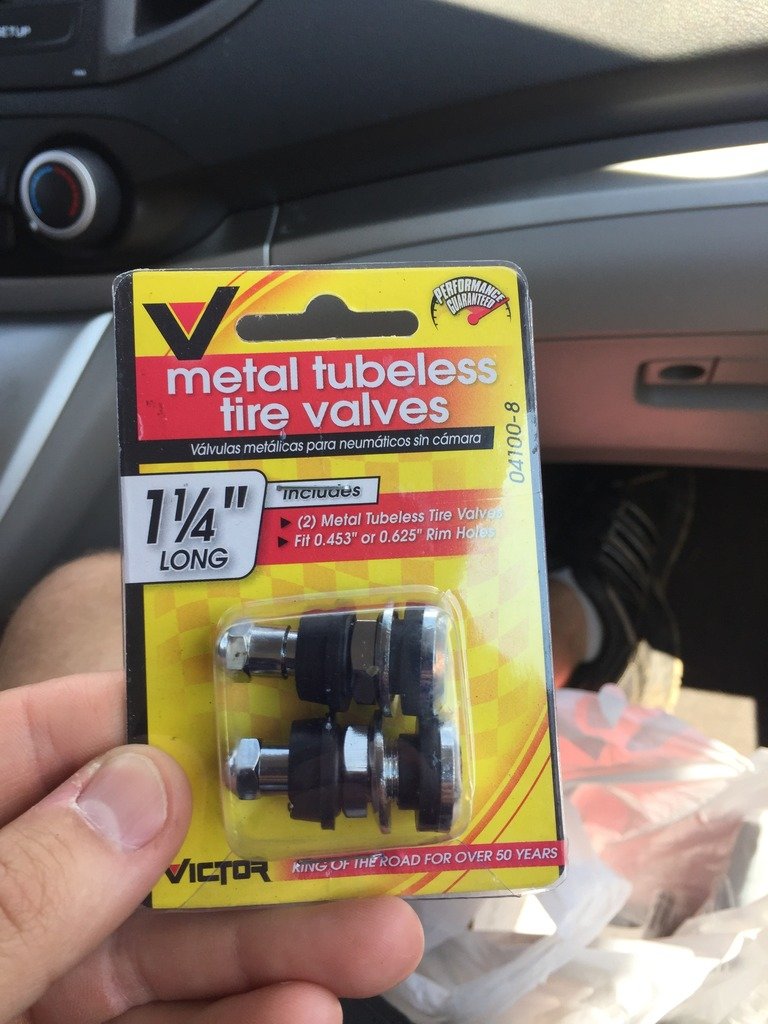 SETUP
PERFORMANCE
GUARANTEED
V
metal tubeless
tire valves
Válvulas metálicas para neumáticos sin cámara
04100-8
1¼"
LONG
Includes
(2) Metal Tubeless Tire Valves
Fit 0.453" or 0.625" Rim Holes
VICTOR
KING OF THE ROAD FOR OVER 50 YEARS